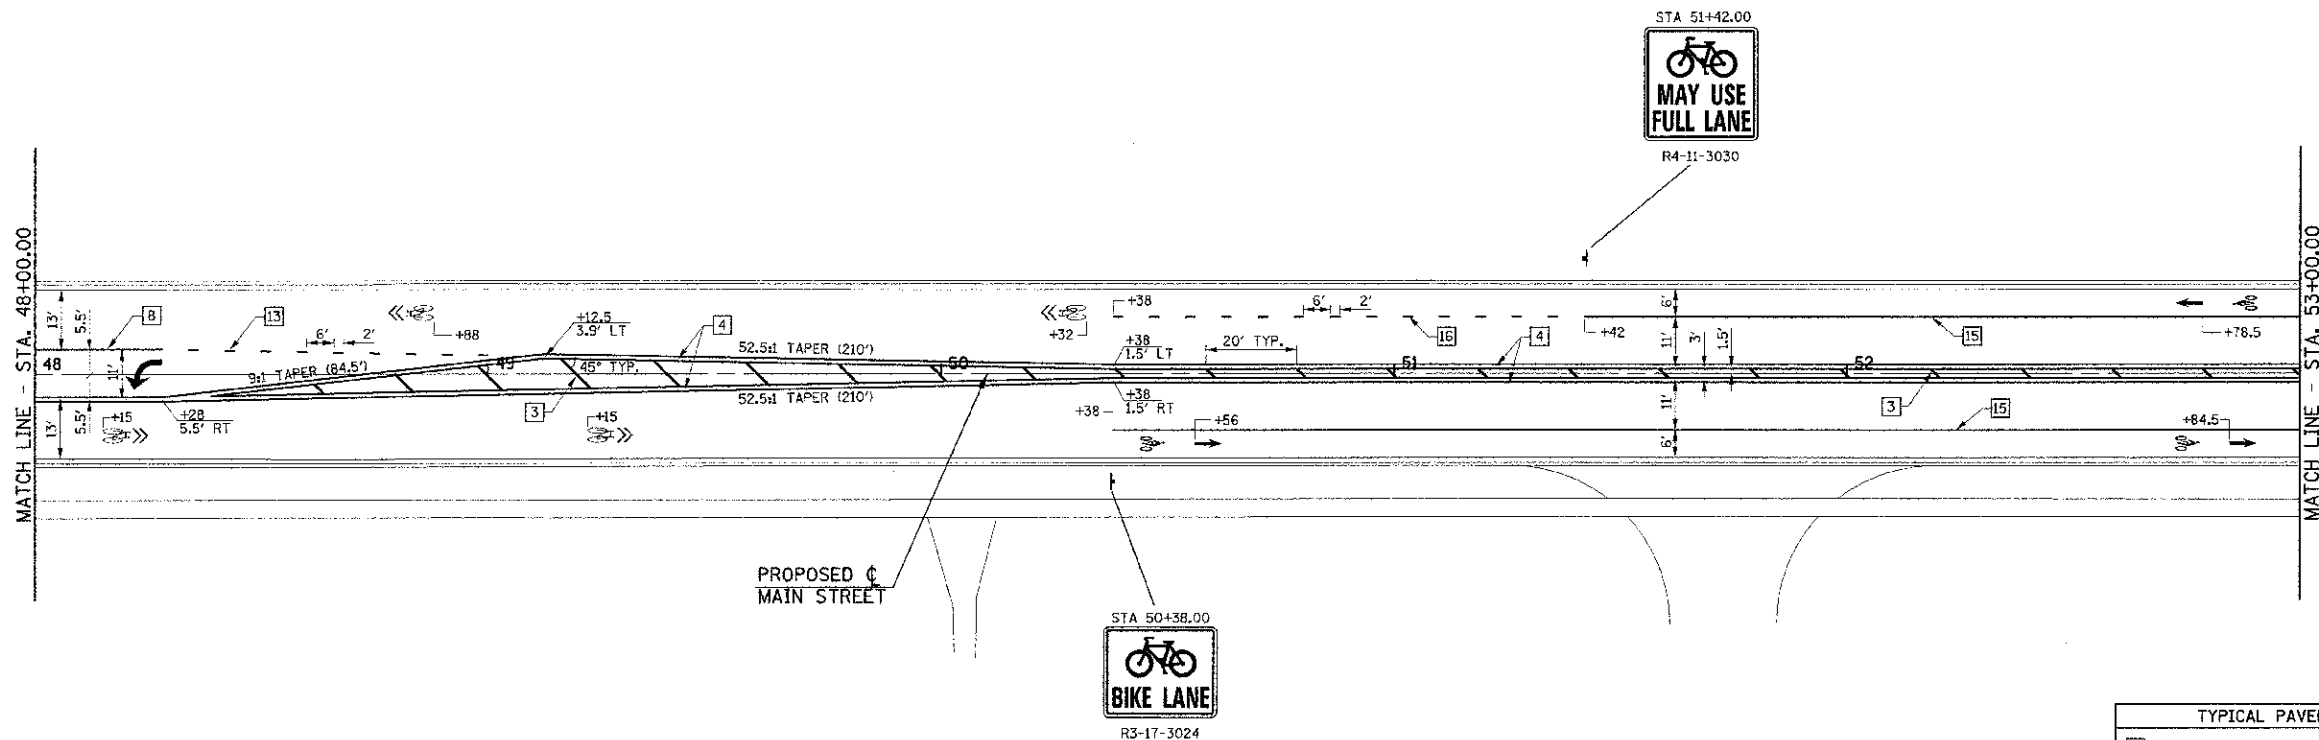 STA 51+42.00
MAY USE
FULL LANE
R4-11-3030
MATCH LINE - STA. 48+00.00
MATCH LINE - STA. 53+00.00
13'
5.5'
8
13
6'
2'
+88
+12.5
3.9' LT
4
+32
+38
6'
2'
16
+42
6'
15
+78.5
48
11'
9:1 TAPER (84.5')
49
45° TYP.
52.5:1 TAPER (210')
50
+38
1.5' LT
20' TYP.
51
4
11'
3'
1.5'
52
13'
5.5'
+15
+28
5.5' RT
3
+15
52.5:1 TAPER (210')
+38
+38
1.5' RT
+56
11'
6'
3
15
+84.5
PROPOSED ℄
MAIN STREET
STA 50+38.00
BIKE LANE
R3-17-3024
TYPICAL PAVE